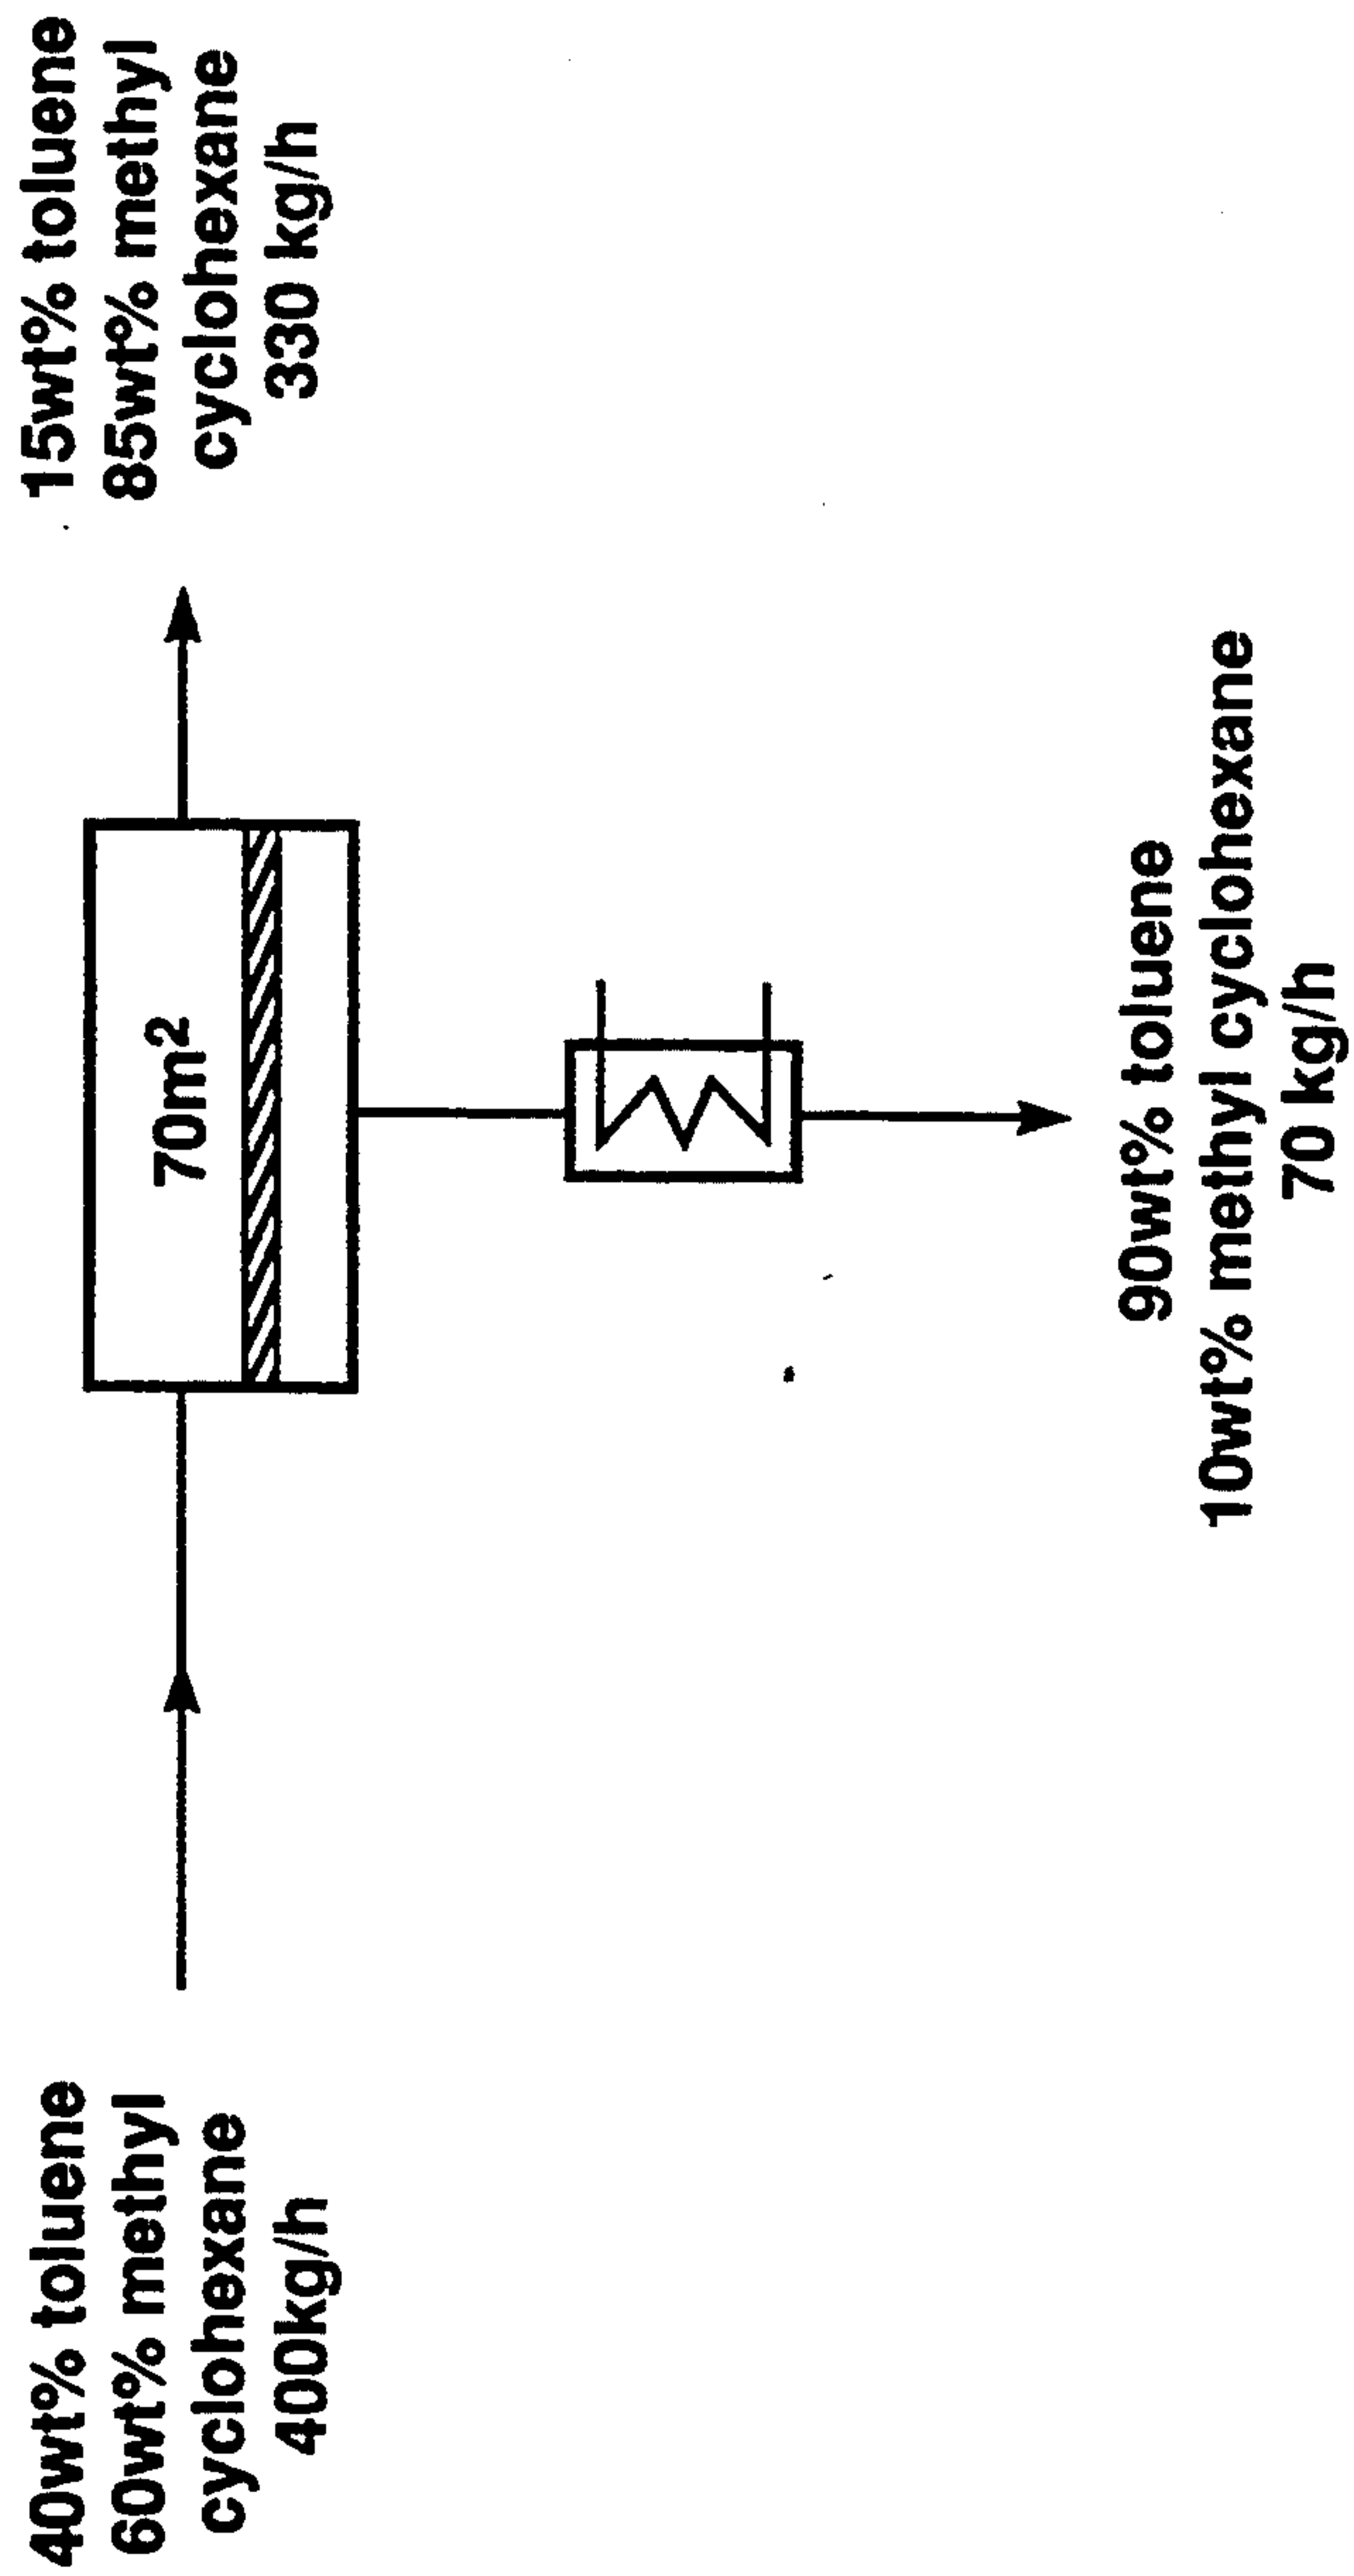 40wt% toluene
60wt% methyl
cyclohexane
400kg/h
70m²
15wt% toluene
85wt% methyl
cyclohexane
330 kg/h
90wt% toluene
10wt% methyl cyclohexane
70 kg/h